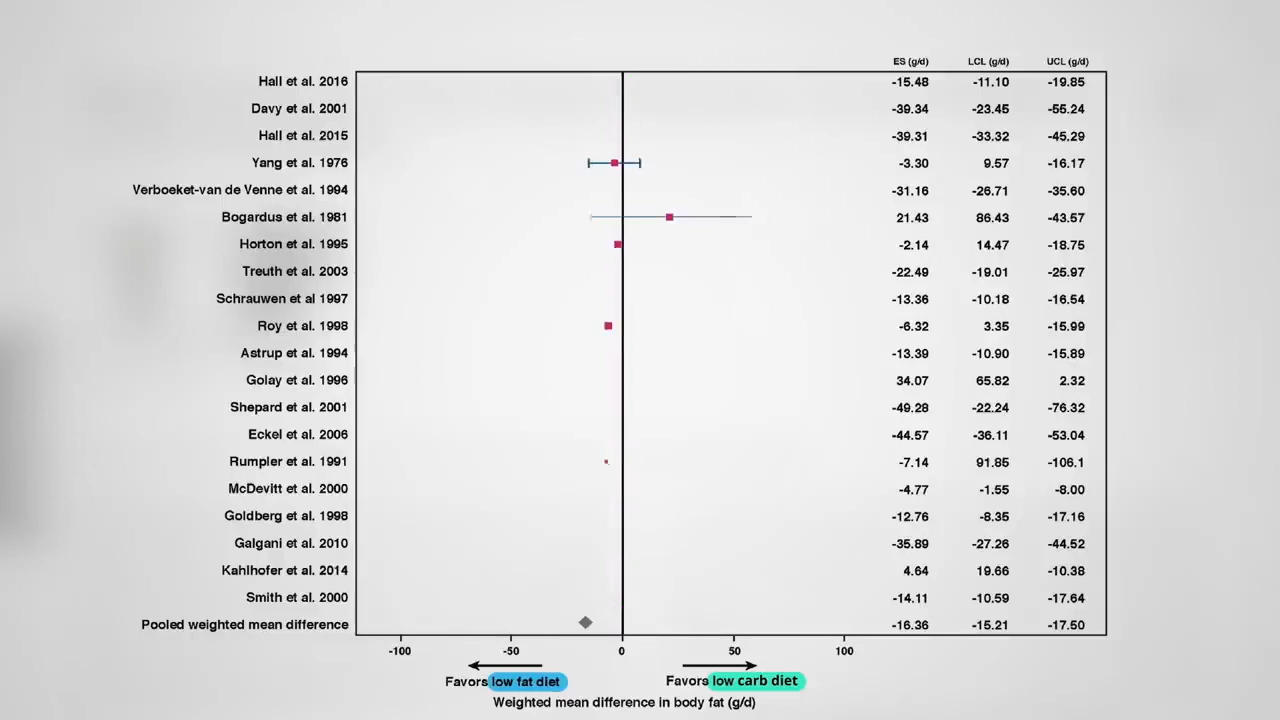 ES (g/d) LCL (g/d) UCL (g/d)
Hall et al. 2016 -15.48 -11.10 -19.85
Davy et al. 2001 -39.34 -23.45 -55.24
Hall et al. 2015 -39.31 -33.32 -45.29
Yang et al. 1976 -3.30 9.57 -16.17
Verboeket-van de Venne et al. 1994 -31.16 -26.71 -35.60
Bogardus et al. 1981 21.43 86.43 -43.57
Horton et al. 1995 -2.14 14.47 -18.75
Treuth et al. 2003 -22.49 -19.01 -25.97
Schrauwen et al 1997 -13.36 -10.18 -16.54
Roy et al. 1998 -6.32 3.35 -15.99
Astrup et al. 1994 -13.39 -10.90 -15.89
Golay et al. 1996 34.07 65.82 2.32
Shepard et al. 2001 -49.28 -22.24 -76.32
Eckel et al. 2006 -44.57 -36.11 -53.04
Rumpler et al. 1991 -7.14 91.85 -106.1
McDevitt et al. 2000 -4.77 -1.55 -8.00
Goldberg et al. 1998 -12.76 -8.35 -17.16
Galgani et al. 2010 -35.89 -27.26 -44.52
Kahlhofer et al. 2014 4.64 19.66 -10.38
Smith et al. 2000 -14.11 -10.59 -17.64
Pooled weighted mean difference -16.36 -15.21 -17.50
-100 -50 0 50 100
Favors low fat diet Favors low carb diet
Weighted mean difference in body fat (g/d)